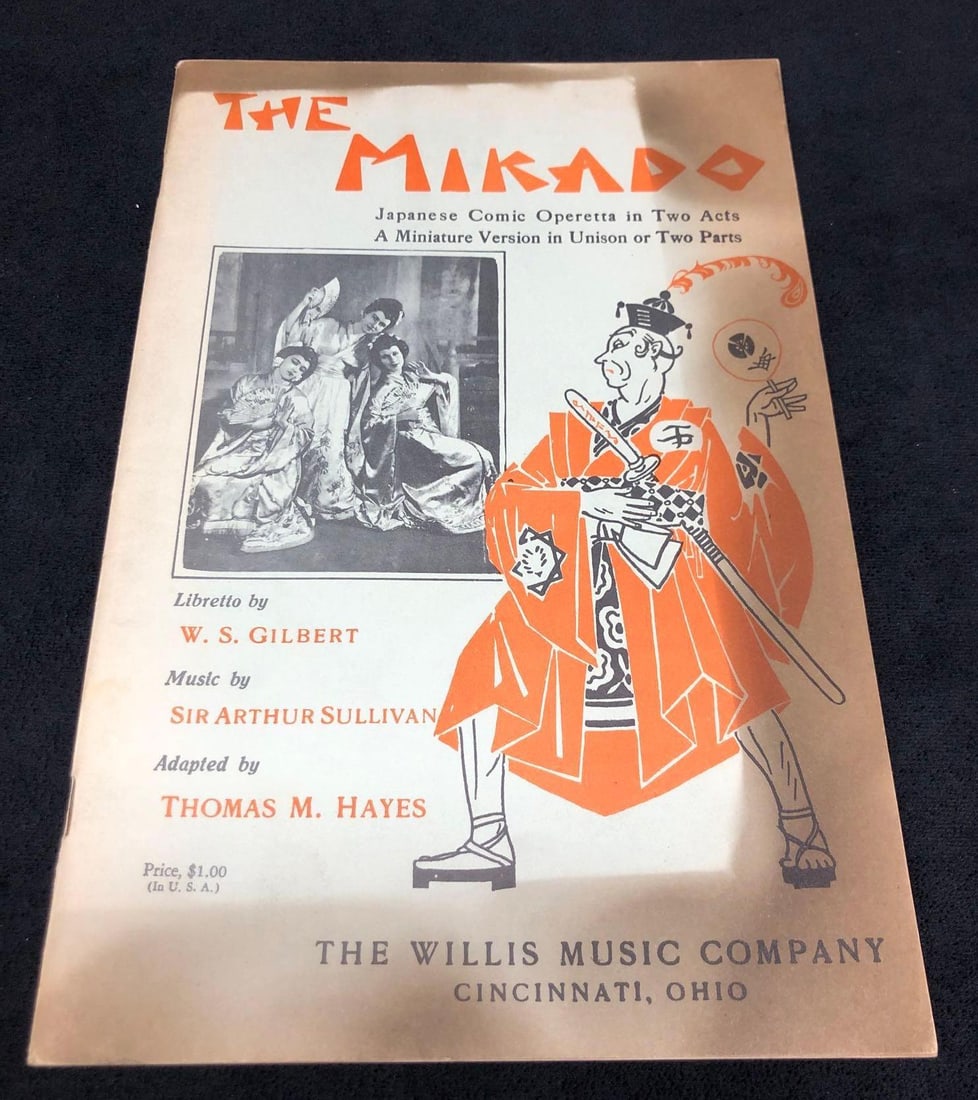 THE
MIKADO
Japanese Comic Operetta in Two Acts
A Miniature Version in Unison or Two Parts
Libretto by
W. S. GILBERT
Music by
SIR ARTHUR SULLIVAN
Adapted by
THOMAS M. HAYES
Price, $1.00
(In U. S. A.)
THE WILLIS MUSIC COMPANY
CINCINNATI, OHIO